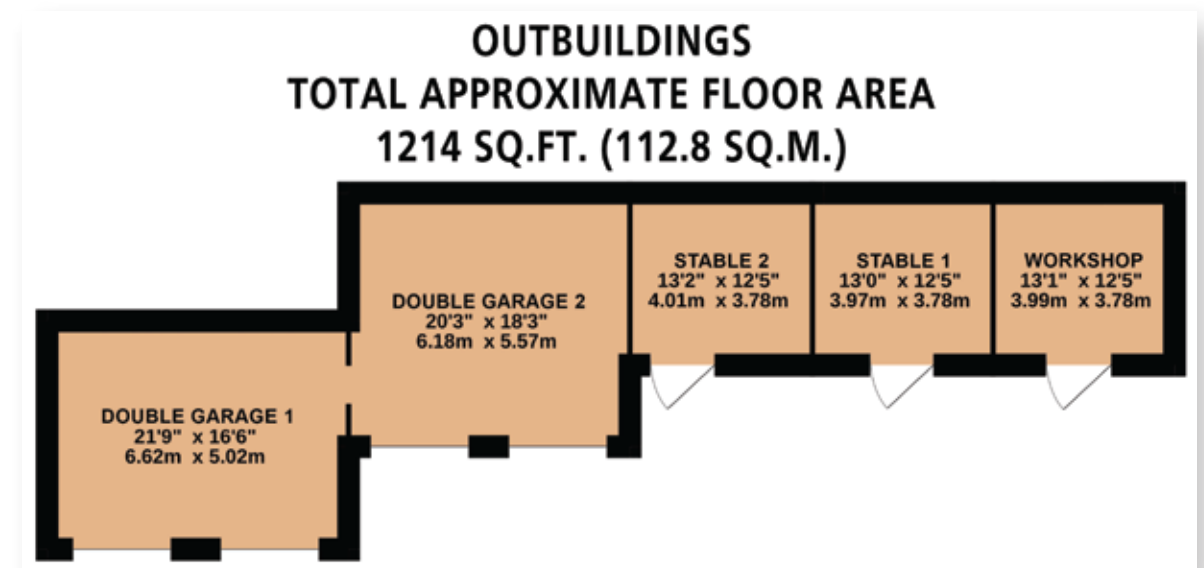 OUTBUILDINGS
TOTAL APPROXIMATE FLOOR AREA
1214 SQ.FT. (112.8 SQ.M.)
STABLE 2
13'2" x 12'5"
4.01m x 3.78m
STABLE 1
13'0" x 12'5"
3.97m x 3.78m
WORKSHOP
13'1" x 12'5"
3.99m x 3.78m
DOUBLE GARAGE 2
20'3" x 18'3"
6.18m x 5.57m
DOUBLE GARAGE 1
21'9" x 16'6"
6.62m x 5.02m